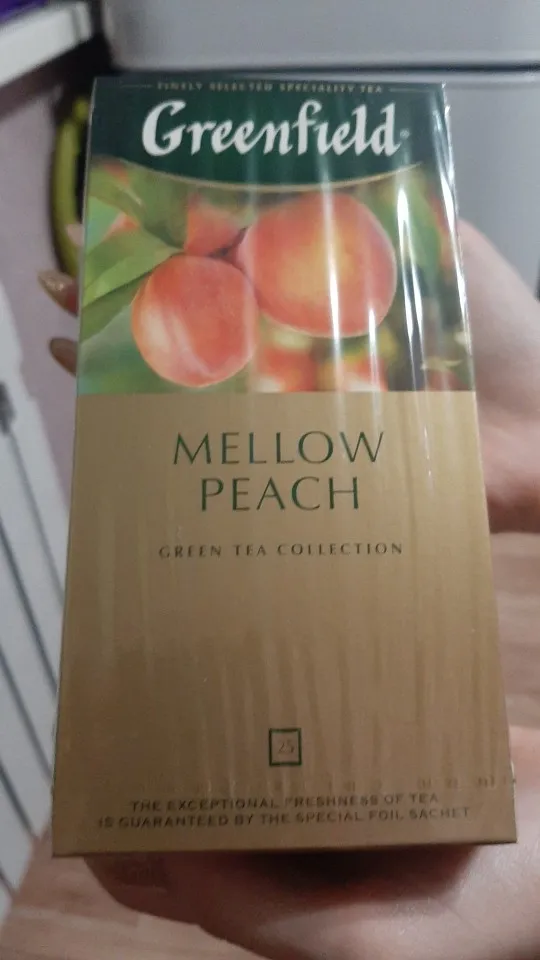 FINELY SELECTED SPECIALITY TEA
Greenfield
MELLOW
PEACH
GREEN TEA COLLECTION
25
THE EXCEPTIONAL FRESHNESS OF TEA
IS GUARANTEED BY THE SPECIAL FOIL SACHET